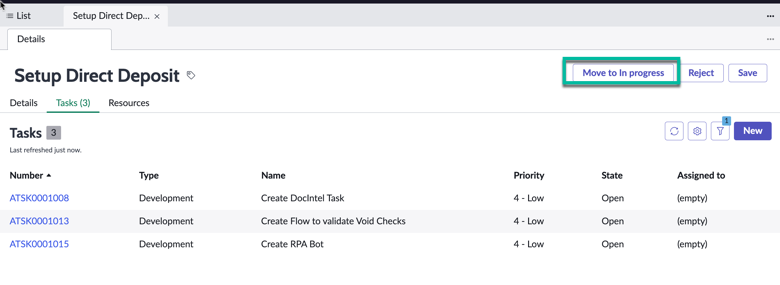 List
Setup Direct Dep...
Details
Setup Direct Deposit
Move to In progress
Reject
Save
Details
Tasks (3)
Resources
Tasks 3
1
New
Last refreshed just now.
Number Type Name Priority State Assigned to
ATSK0001008 Development Create DocIntel Task 4 - Low Open (empty)
ATSK0001013 Development Create Flow to validate Void Checks 4 - Low Open (empty)
ATSK0001015 Development Create RPA Bot 4 - Low Open (empty)